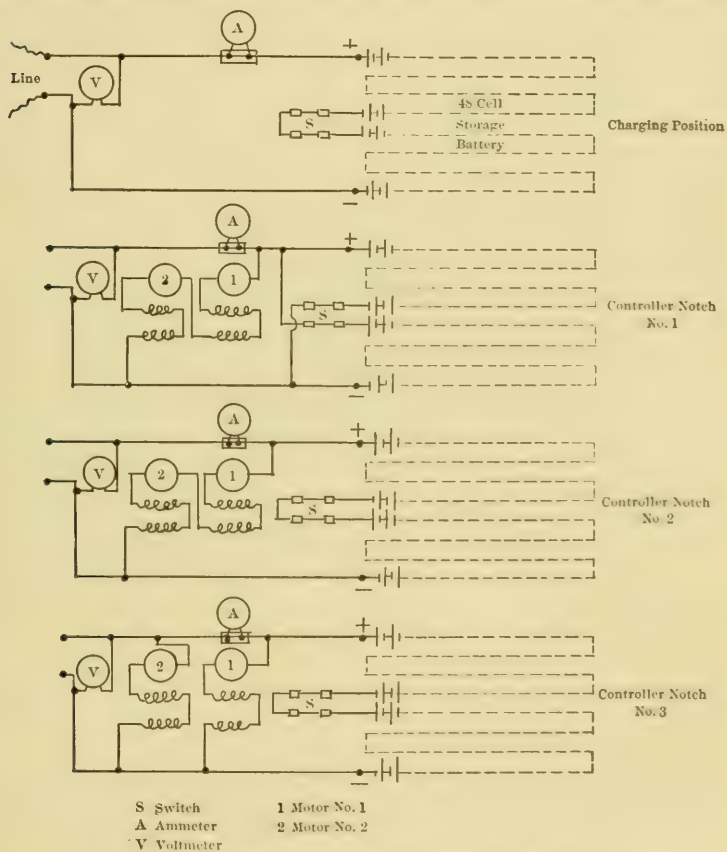 A
+
Line
V
48 Cell
S
Storage
Charging Position
Battery
−
A
+
V
2
1
S
Controller Notch
No. 1
−
A
+
V
2
1
S
Controller Notch
No. 2
−
A
+
V
2
1
S
Controller Notch
No. 3
−
S Switch
1 Motor No. 1
A Ammeter
2 Motor No. 2
V Voltmeter